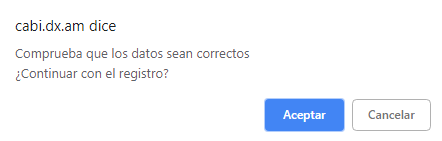 cabi.dx.am dice
Comprueba que los datos sean correctos
¿Continuar con el registro?
Aceptar
Cancelar